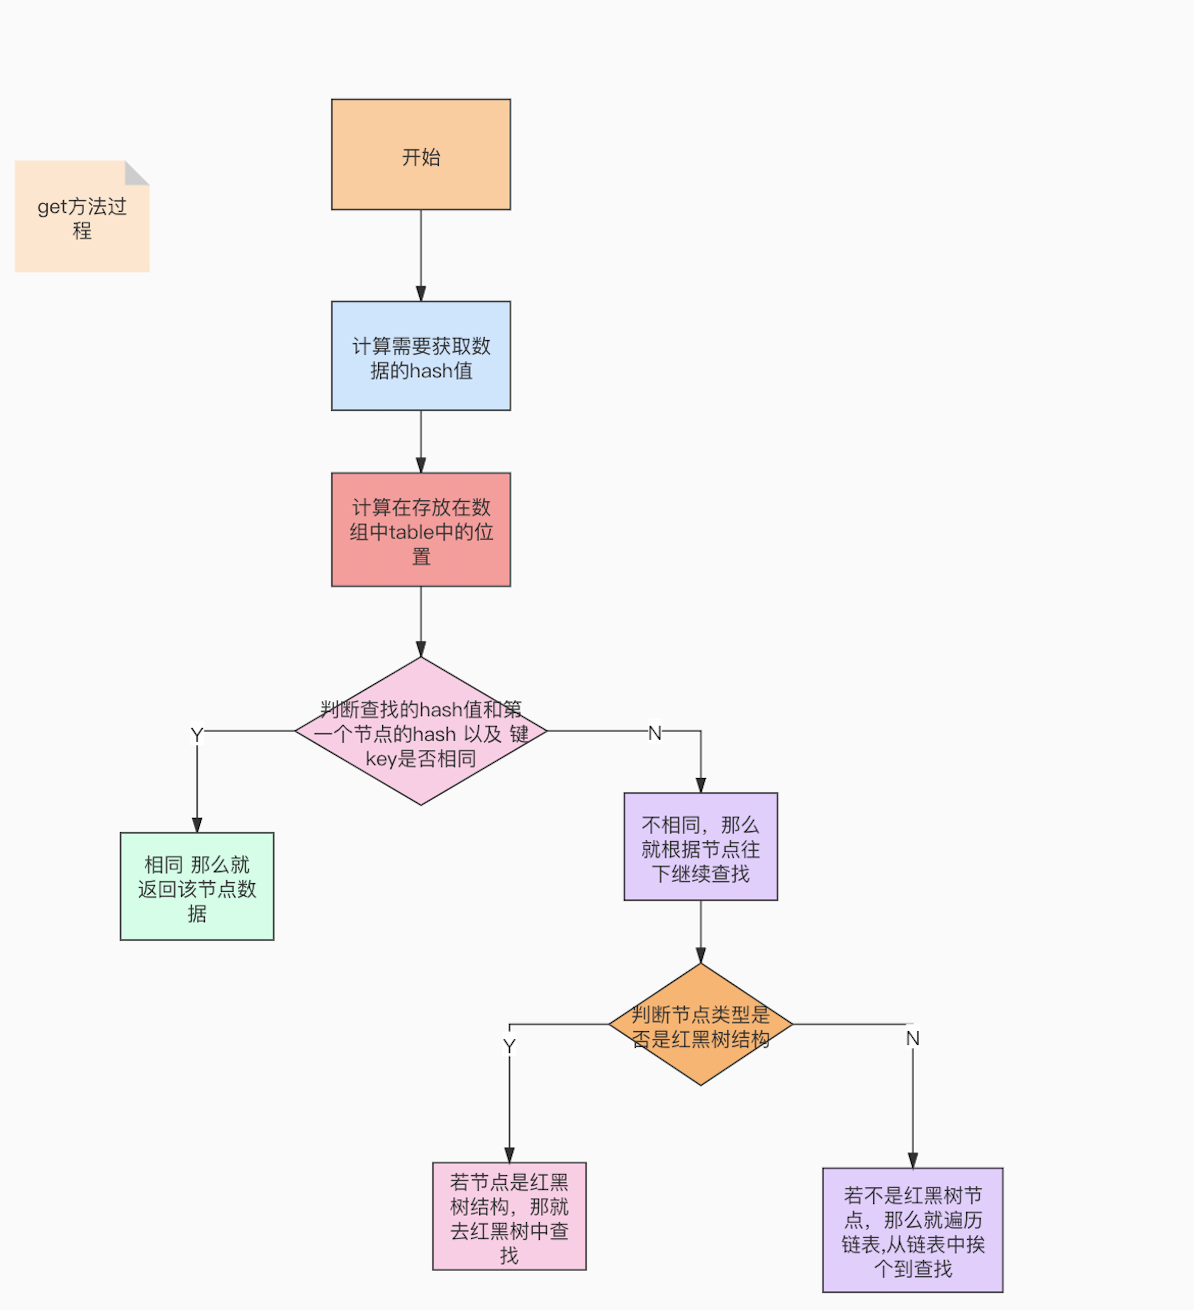 开始
get方法过
程
计算需要获取数
据的hash值
计算在存放在数
组中table中的位
置
判断查找的hash值和第
一个节点的hash 以及 键
key是否相同
Y
N
相同 那么就
返回该节点数
据
不相同，那么
就根据节点往
下继续查找
判断节点类型是
否是红黑树结构
Y
N
若节点是红黑
树结构，那就
去红黑树中查
找
若不是红黑树节
点，那么就遍历
链表,从链表中挨
个到查找